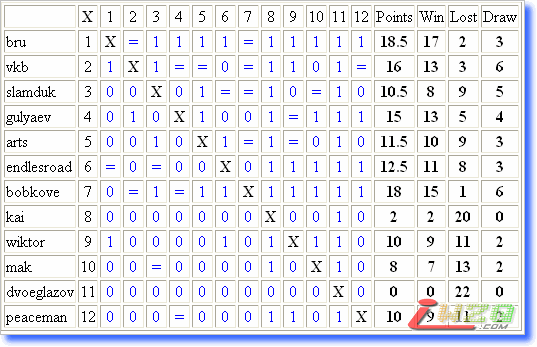 X 1 2 3 4 5 6 7 8 9 10 11 12 Points Win Lost Draw
bru 1 X = 1 1 1 1 = 1 1 1 1 1 18.5 17 2 3
vkb 2 1 X 1 = = 0 = 1 1 0 1 = 16 13 3 6
slamduk 3 0 0 X 0 1 = = 1 0 = 1 0 10.5 8 9 5
gulyaev 4 0 1 0 X 1 0 0 1 = 1 1 1 15 13 5 4
arts 5 0 0 1 0 X 1 = 1 = 0 1 0 11.5 10 9 3
endlesroad 6 = 0 = 0 0 X 0 1 1 1 1 1 12.5 11 8 3
bobkove 7 0 = 1 = 1 1 X 1 1 1 1 1 18 15 1 6
kai 8 0 0 0 0 0 0 0 X 0 0 1 0 2 2 20 0
wiktor 9 1 0 0 0 0 1 0 1 X 1 1 0 10 9 11 2
mak 10 0 0 = 0 0 0 0 1 0 X 1 0 8 7 13 2
dvoeglazov 11 0 0 0 0 0 0 0 0 0 0 X 0 0 0 22 0
peaceman 12 0 0 0 = 0 0 0 1 1 0 1 X 10 9 11 2
.COM